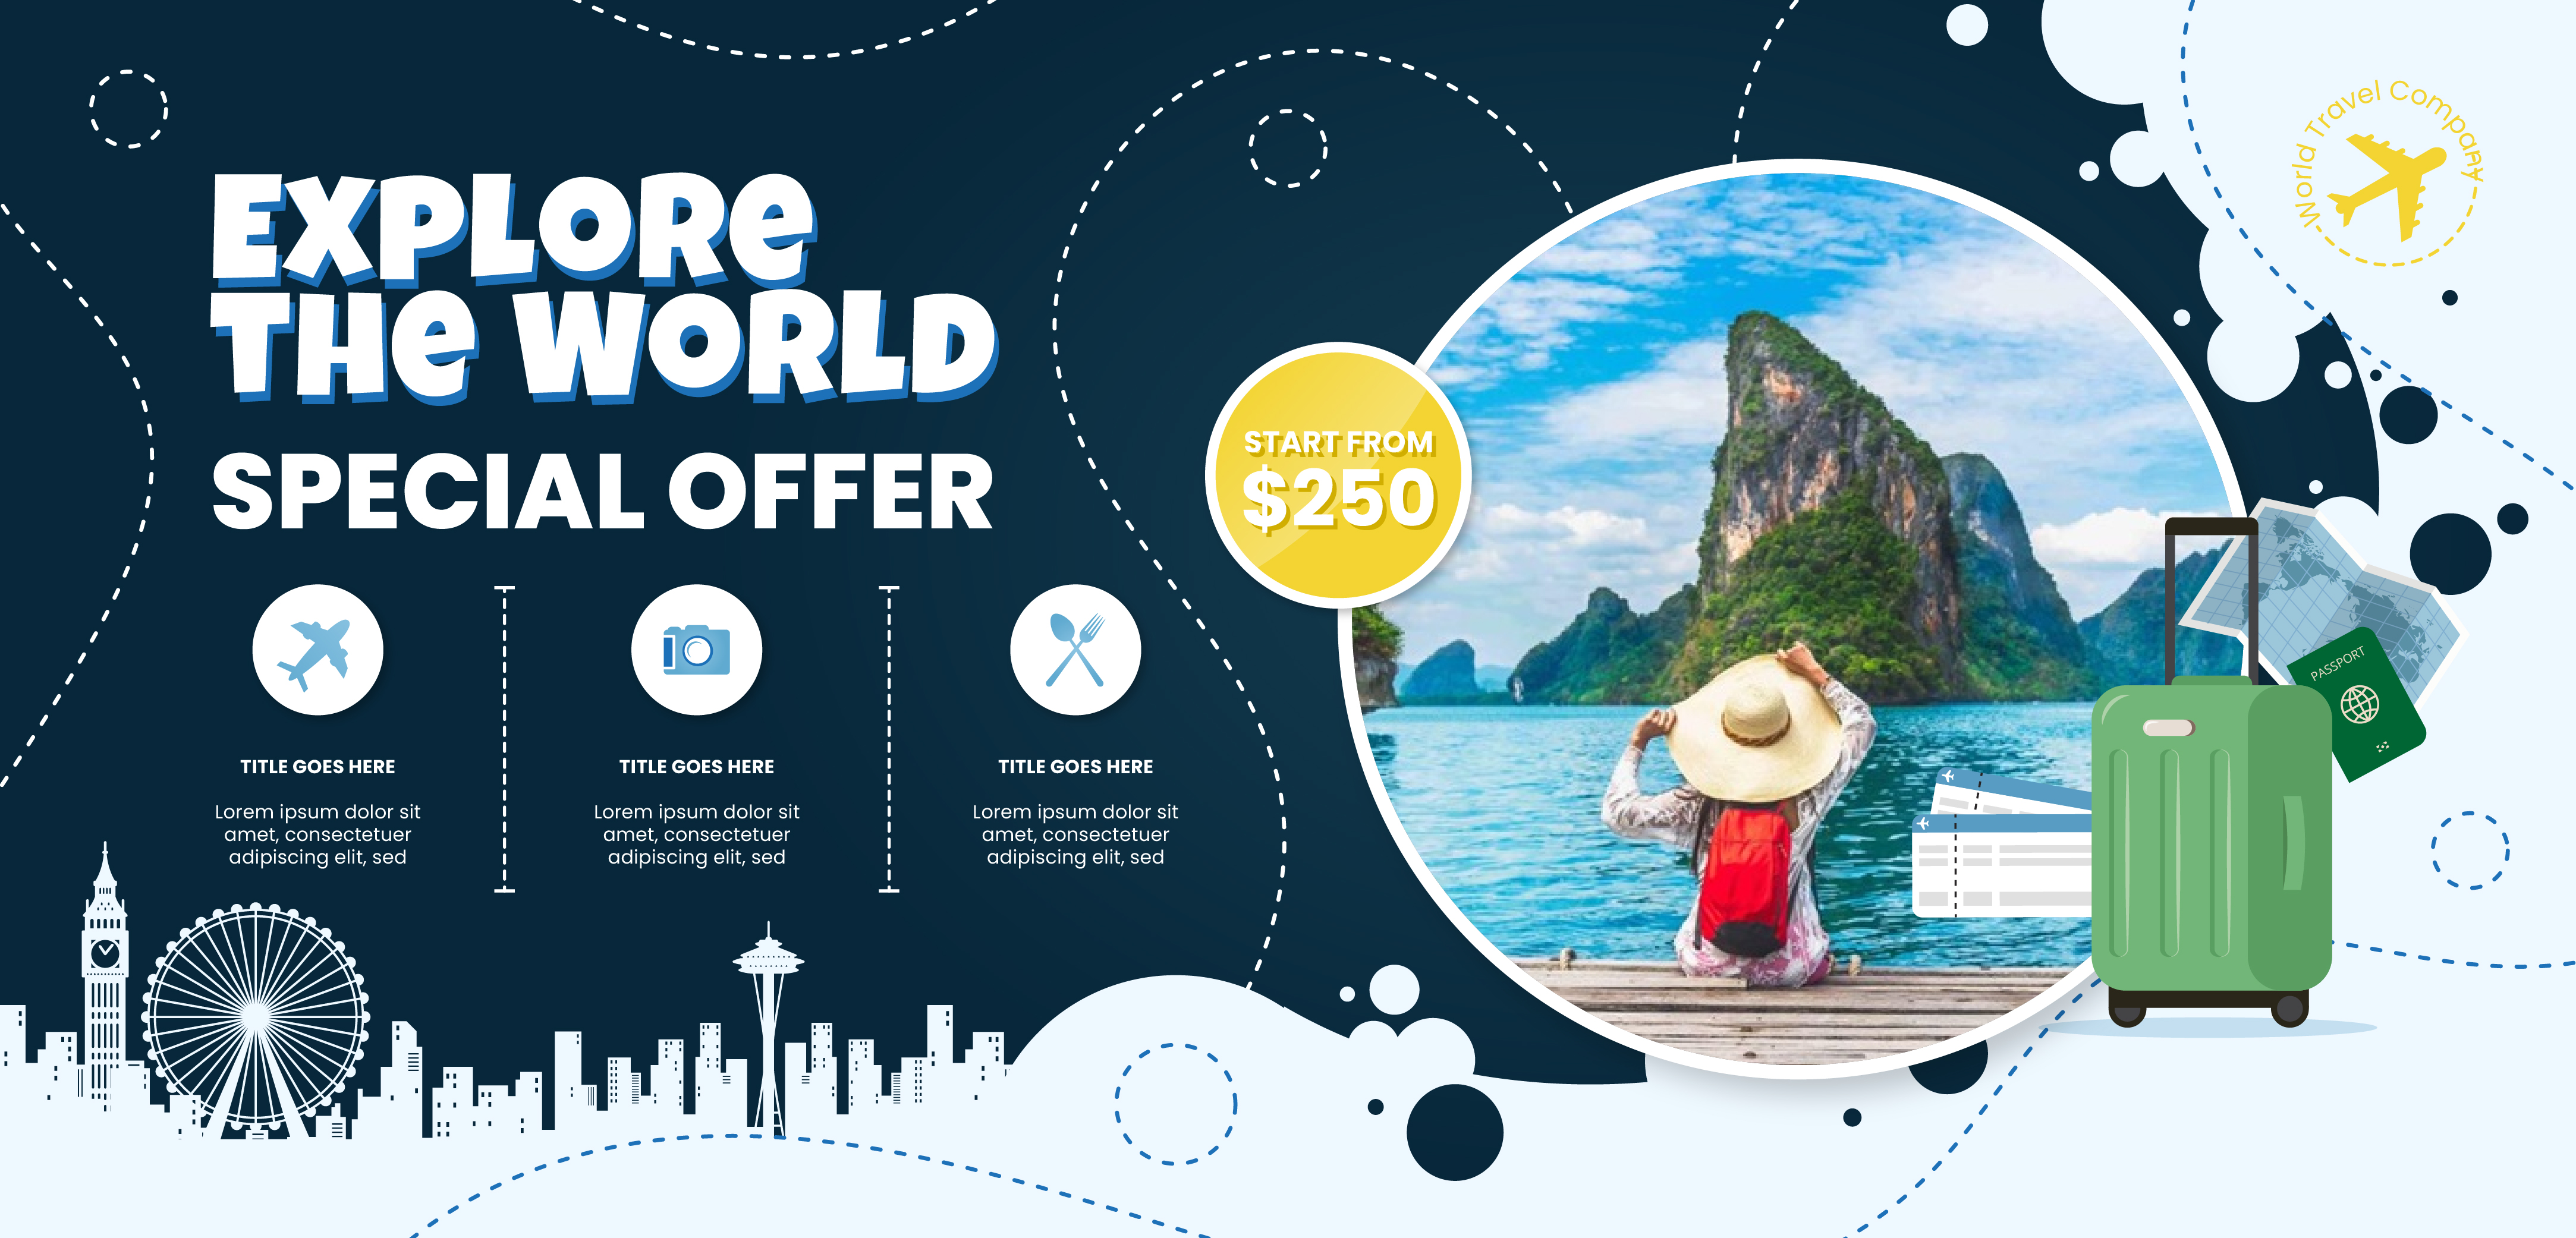 World Travel Company
EXPLORe
THe WORLD
SPECIAL OFFER
START FROM
$250
PASSPORT
TITLE GOES HERE
Lorem ipsum dolor sit
amet, consectetuer
adipiscing elit, sed
TITLE GOES HERE
Lorem ipsum dolor sit
amet, consectetuer
adipiscing elit, sed
TITLE GOES HERE
Lorem ipsum dolor sit
amet, consectetuer
adipiscing elit, sed